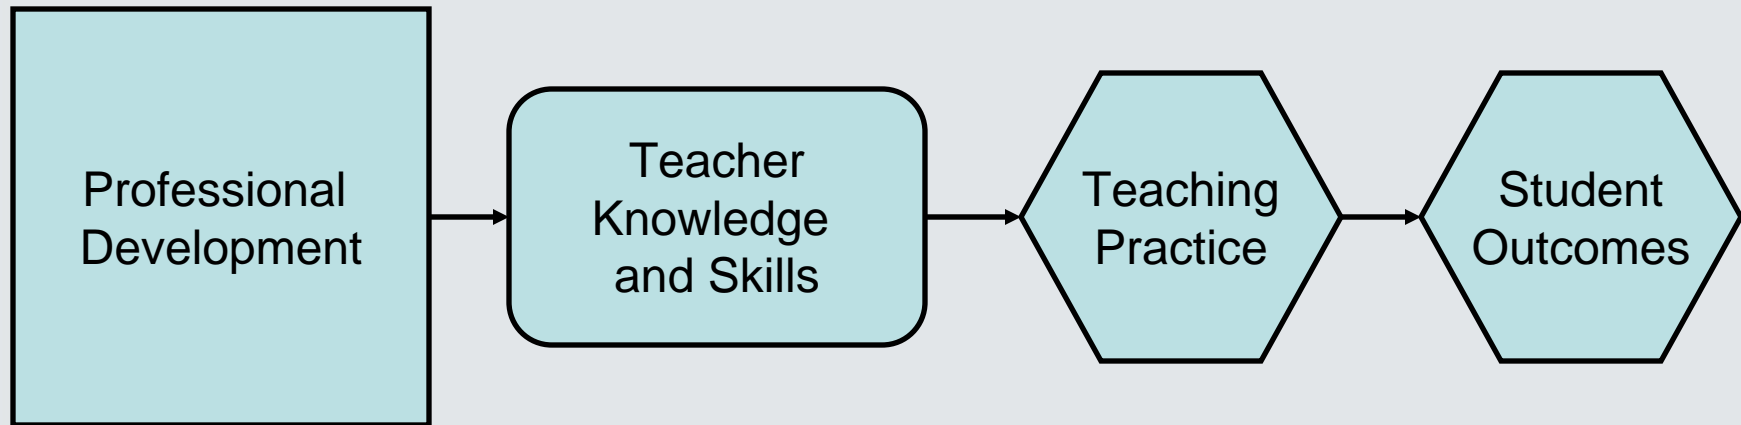 Professional
Development
Teacher
Knowledge
and Skills
Teaching
Practice
Student
Outcomes